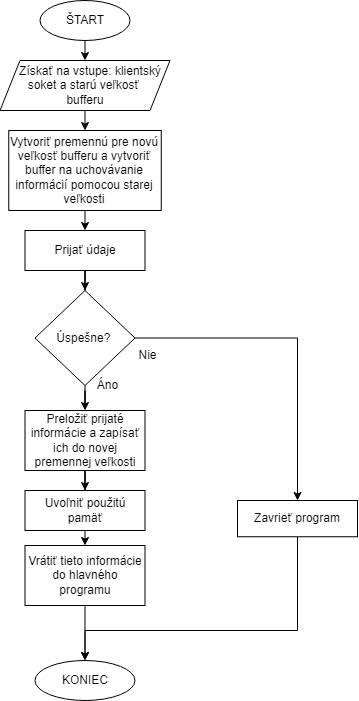 ŠTART
Získať na vstupe: klientský
soket a starú veľkosť
bufferu
Vytvoriť premennú pre novú
veľkosť bufferu a vytvoriť
buffer na uchovávanie
informácií pomocou starej
veľkosti
Prijať údaje
Úspešne?
Nie
Áno
Preložiť prijaté
informácie a zapísať
ich do novej
premennej veľkosti
Uvoľniť použitú
pamäť
Zavrieť program
Vrátiť tieto informácie
do hlavného
programu
KONIEC